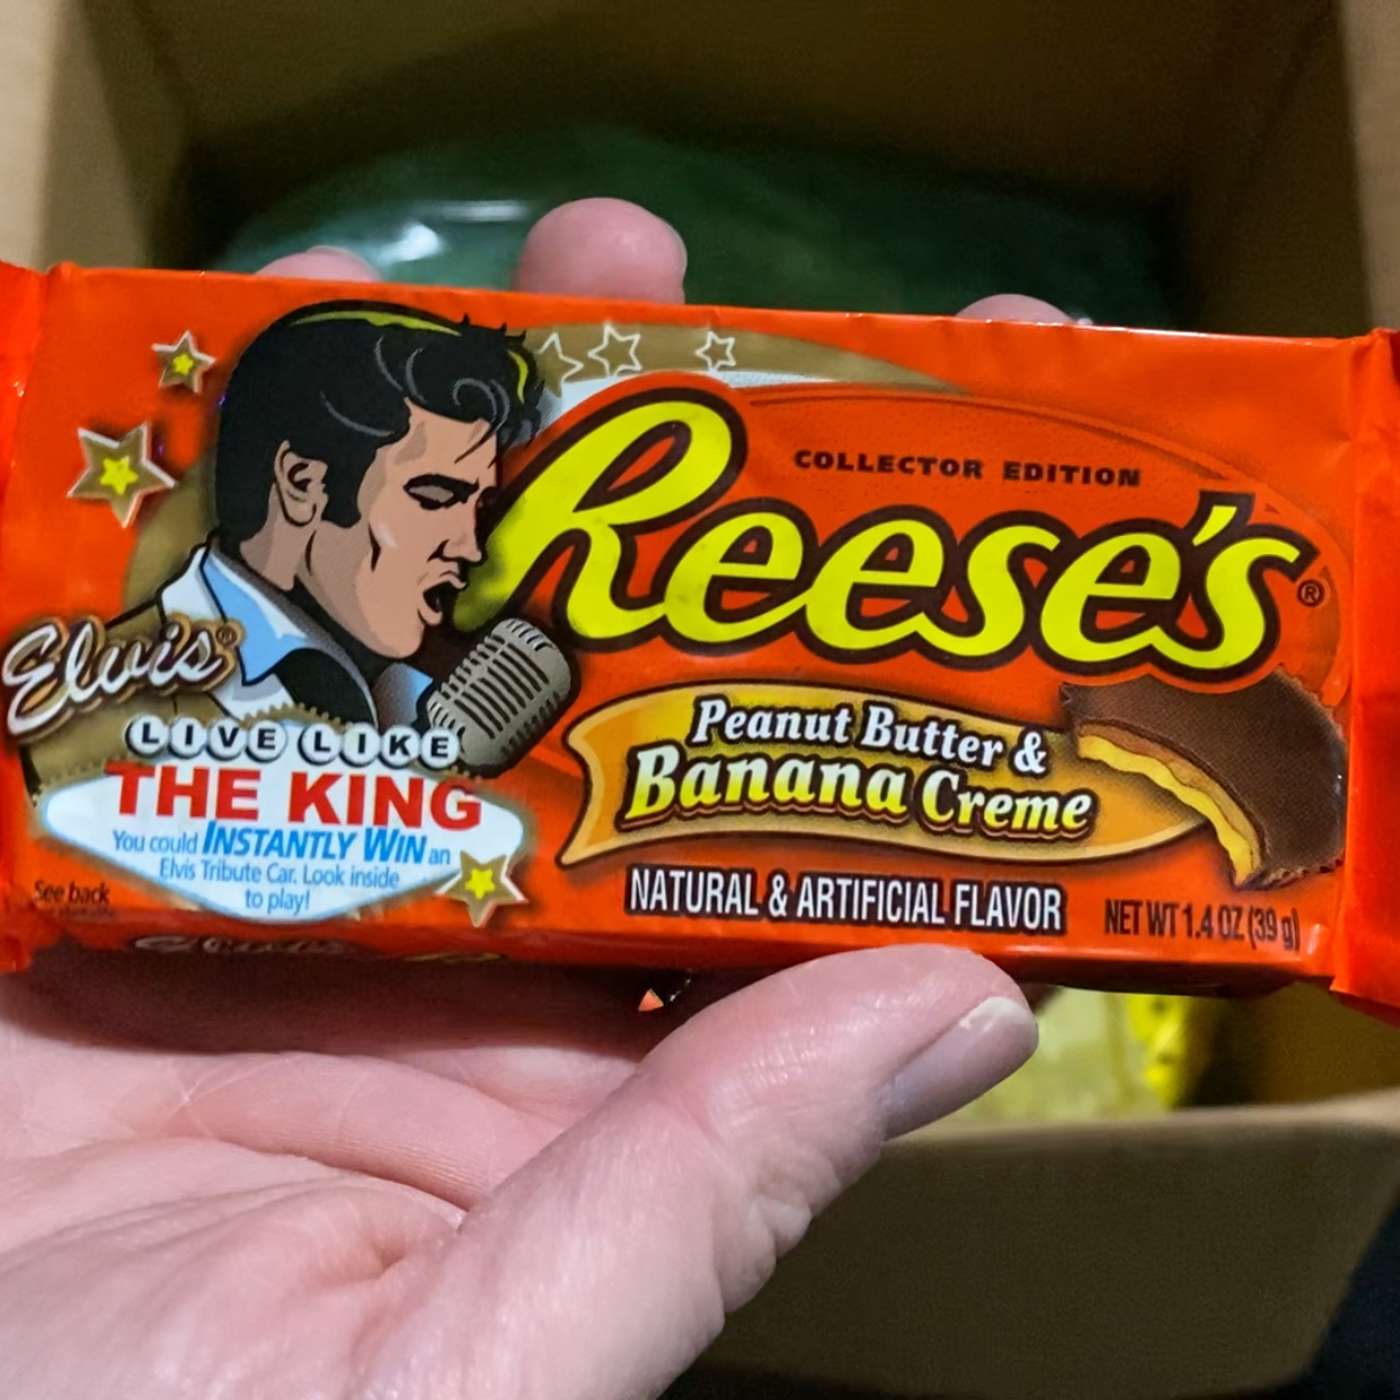 COLLECTOR EDITION
Reese's®
Peanut Butter &
Banana Creme
NATURAL & ARTIFICIAL FLAVOR
NET WT 1.4 OZ (39 g)
Elvis®
LIVE LIKE
THE KING
You could INSTANTLY WIN an
Elvis Tribute Car. Look inside
to play!
See back